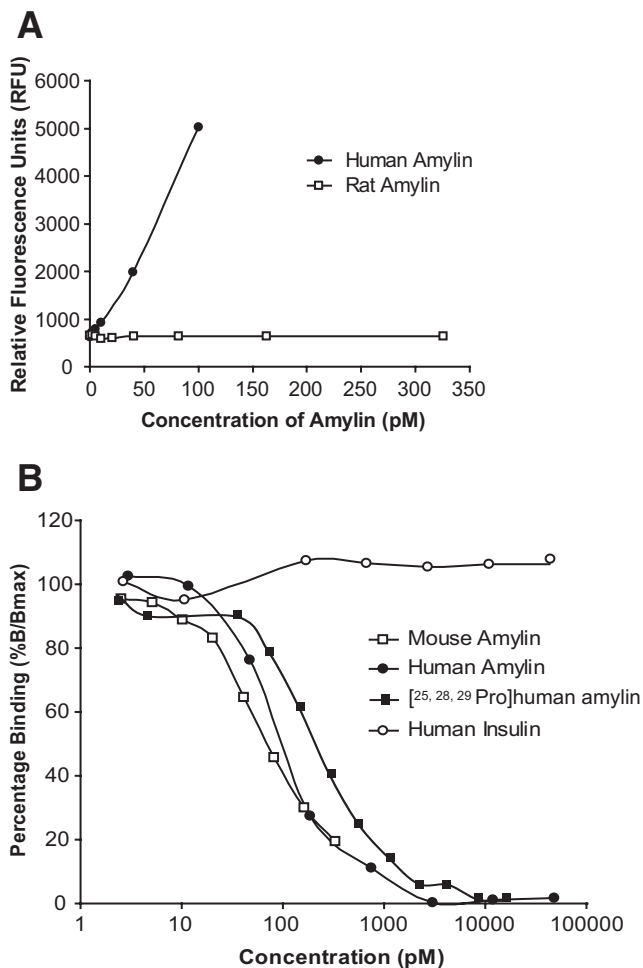 A
Relative Fluorescence Units (RFU)
6000
5000
4000
3000
2000
1000
0
0 50 100 150 200 250 300 350
Concentration of Amylin (pM)
Human Amylin
Rat Amylin
B
Percentage Binding (%B/Bmax)
120
100
80
60
40
20
0
1 10 100 1000 10000 100000
Concentration (pM)
Mouse Amylin
Human Amylin
[25, 28, 29 Pro]human amylin
Human Insulin